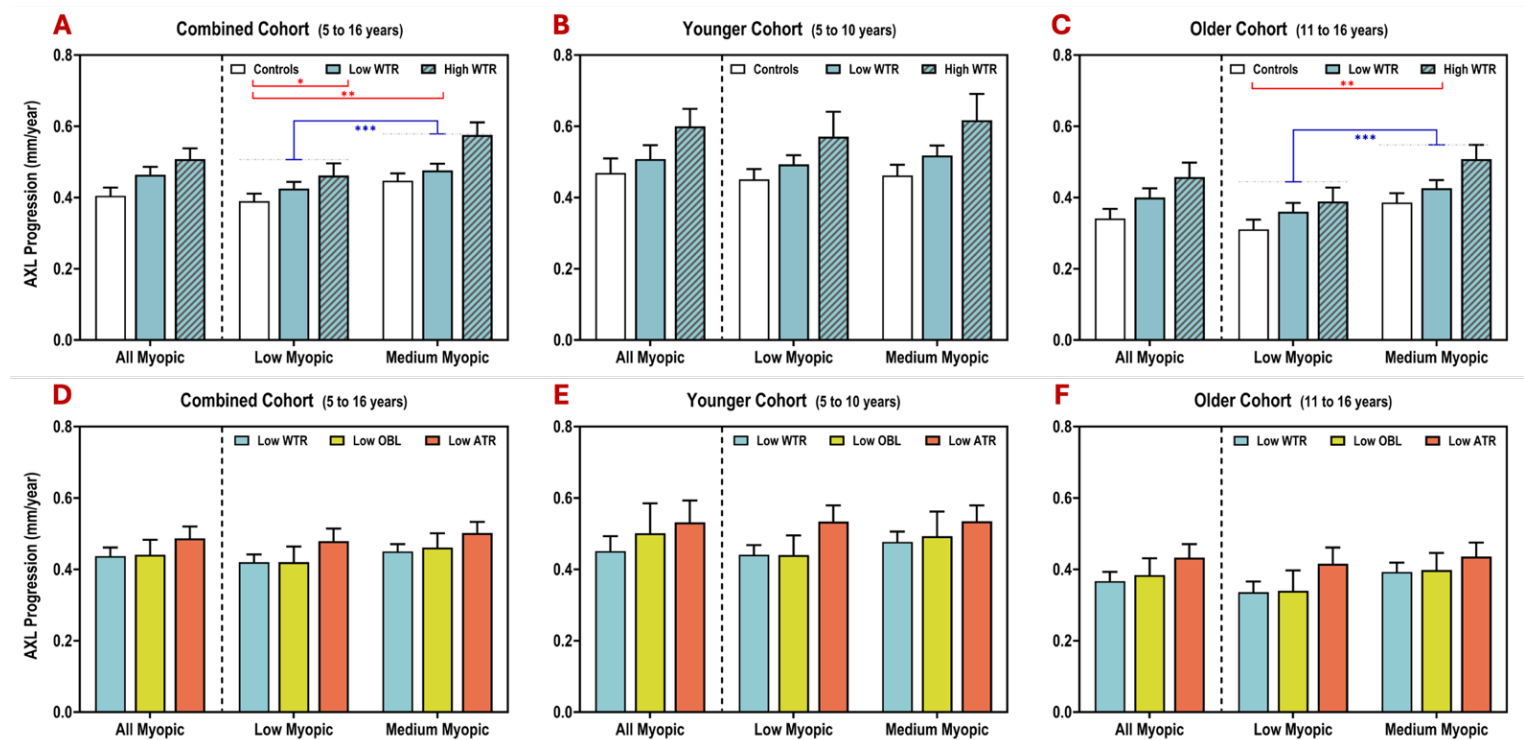 A
Combined Cohort (5 to 16 years)
AXL Progression (mm/year)
0.8
0.6
0.4
0.2
0.0
Controls Low WTR High WTR
*
**
***
All Myopic Low Myopic Medium Myopic
B
Younger Cohort (5 to 10 years)
0.8
0.6
0.4
0.2
0.0
Controls Low WTR High WTR
All Myopic Low Myopic Medium Myopic
C
Older Cohort (11 to 16 years)
0.8
0.6
0.4
0.2
0.0
Controls Low WTR High WTR
**
***
All Myopic Low Myopic Medium Myopic
D
Combined Cohort (5 to 16 years)
AXL Progression (mm/year)
0.8
0.6
0.4
0.2
0.0
Low WTR Low OBL Low ATR
All Myopic Low Myopic Medium Myopic
E
Younger Cohort (5 to 10 years)
0.8
0.6
0.4
0.2
0.0
Low WTR Low OBL Low ATR
All Myopic Low Myopic Medium Myopic
F
Older Cohort (11 to 16 years)
0.8
0.6
0.4
0.2
0.0
Low WTR Low OBL Low ATR
All Myopic Low Myopic Medium Myopic